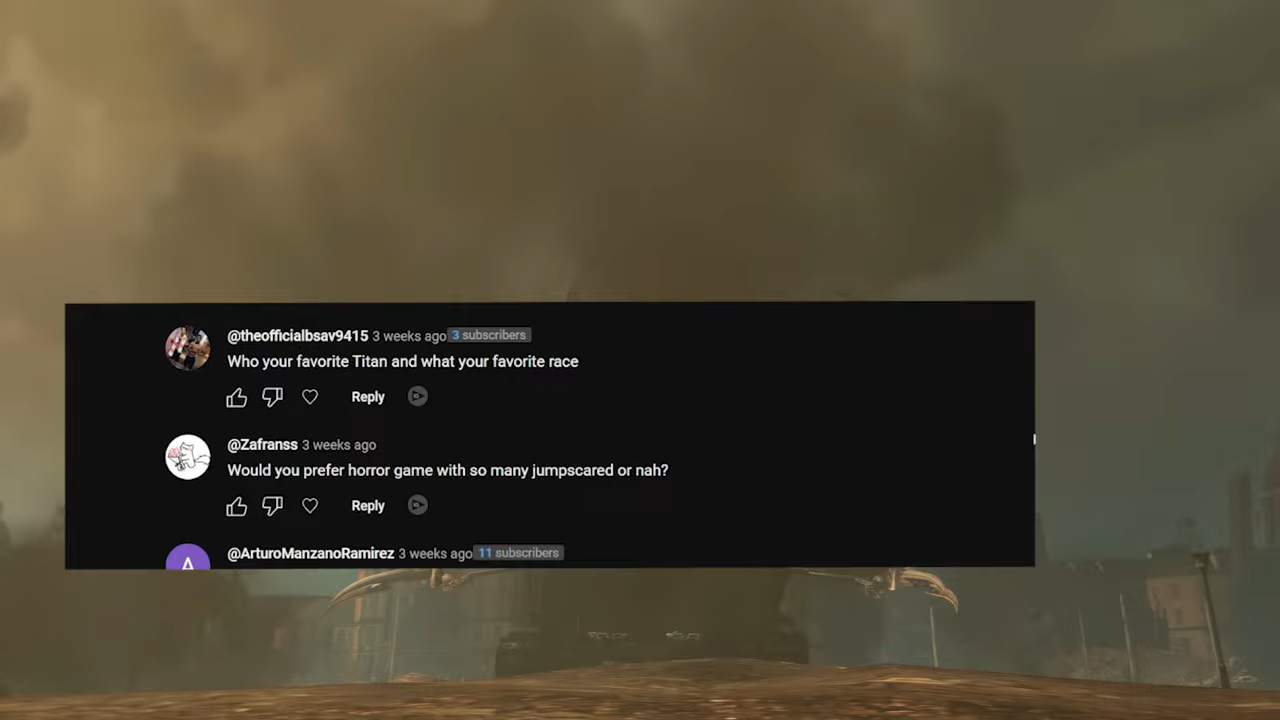 @theofficialbsav9415 3 weeks ago 3 subscribers
Who your favorite Titan and what your favorite race
Reply
@Zafranss 3 weeks ago
Would you prefer horror game with so many jumpscared or nah?
Reply
A @ArturoManzanoRamirez 3 weeks ago 11 subscribers